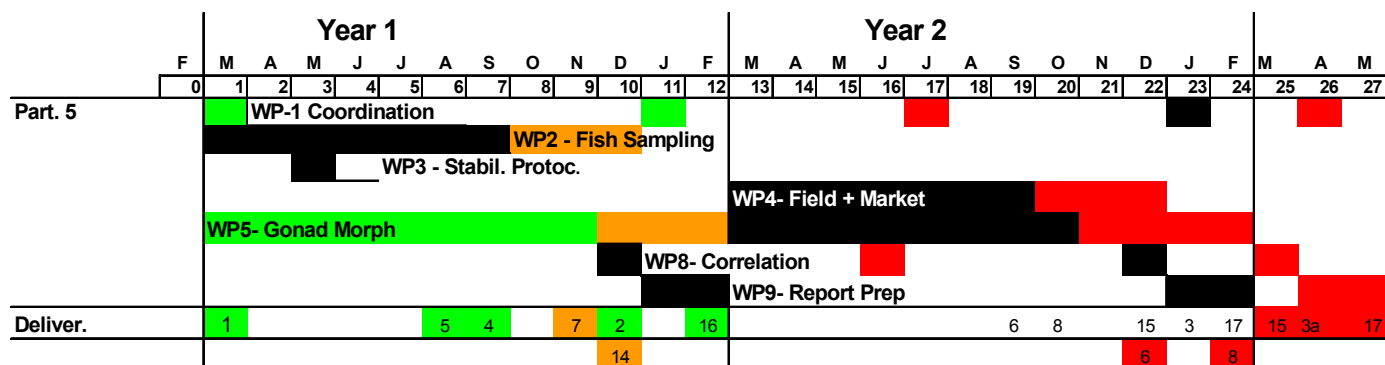 Year 1 Year 2
F M A M J J A S O N D J F M A M J J A S O N D J F M A M
0 1 2 3 4 5 6 7 8 9 10 11 12 13 14 15 16 17 18 19 20 21 22 23 24 25 26 27
Part. 5 WP-1 Coordination
WP2 - Fish Sampling
WP3 - Stabil. Protoc.
WP4- Field + Market
WP5- Gonad Morph
WP8- Correlation
WP9- Report Prep
Deliver. 1 5 4 7 2 16 6 8 15 3 17 15 3a 17
14 6 8